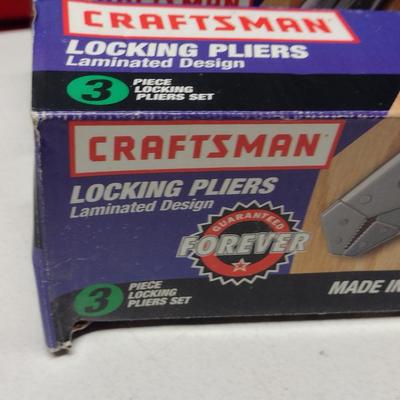 CRAFTSMAN
LOCKING PLIERS
Laminated Design
3
PIECE
LOCKING
PLIERS SET
CRAFTSMAN
LOCKING PLIERS
Laminated Design
GUARANTEED
FOREVER
3
PIECE
LOCKING
PLIERS SET
MADE IN